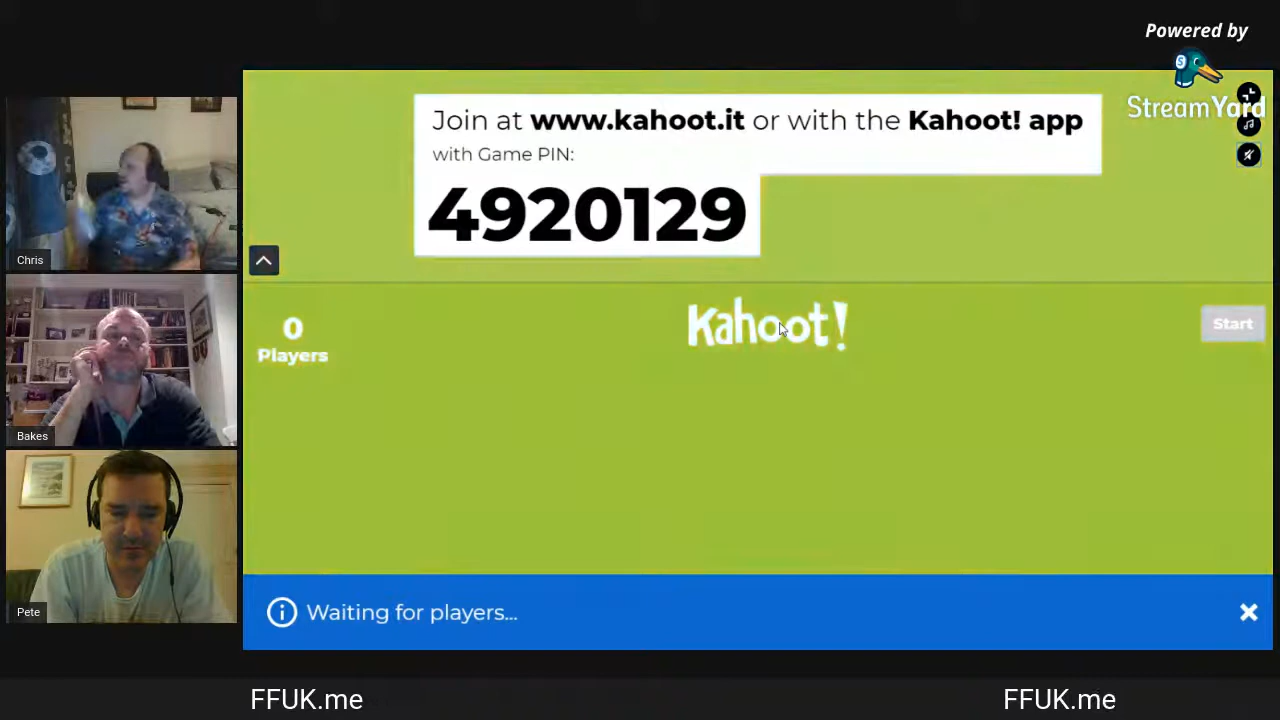 Powered by
StreamYard
Join at www.kahoot.it or with the Kahoot! app
with Game PIN:
4920129
Chris
0
Players
Kahoot!
Start
Bakes
Pete
Waiting for players...
FFUK.me
FFUK.me